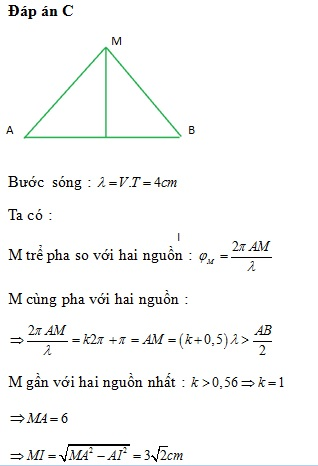 Đáp án C
M
A
B
Bước sóng : λ = V.T = 4cm
Ta có :
M trể pha so với hai nguồn : φ_M = 2π AM / λ
M cùng pha với hai nguồn :
⇒ 2π AM / λ = k2π + π = AM = (k + 0,5) λ > AB / 2
M gần với hai nguồn nhất : k > 0,56 ⇒ k = 1
⇒ MA = 6
⇒ MI = √(MA² − AI²) = 3√2cm